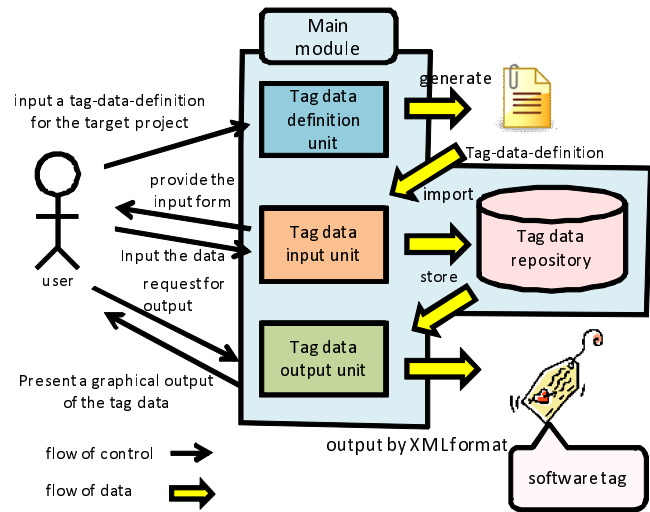 Main
module
generate
Tag data
definition
unit
input a tag-data-definition
for the target project
Tag-data-definition
import
provide the
input form
Tag data
input unit
Tag data
repository
Input the data
user
request for
output
store
Tag data
output unit
Present a graphical output
of the tag data
output by XMLformat
flow of control
flow of data
software tag